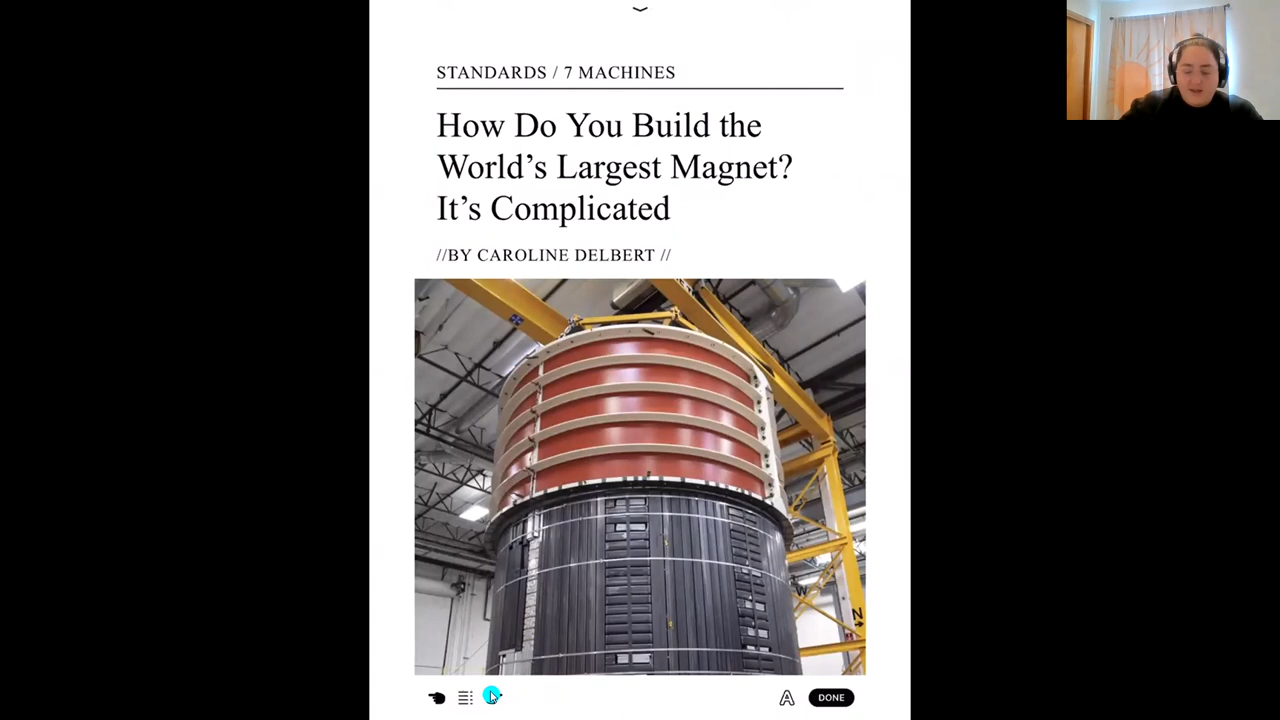 STANDARDS / 7 MACHINES
How Do You Build the
World’s Largest Magnet?
It’s Complicated
//BY CAROLINE DELBERT //
W
N
A
DONE